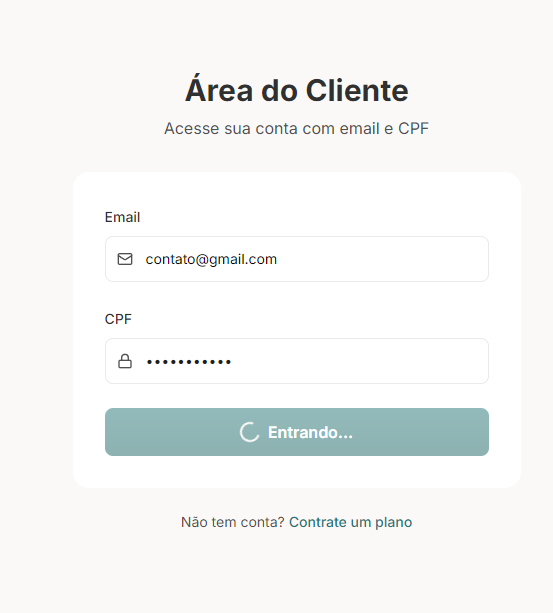 Área do Cliente
Acesse sua conta com email e CPF
Email
contato@gmail.com
CPF
•••••••••••
Entrando...
Não tem conta? Contrate um plano